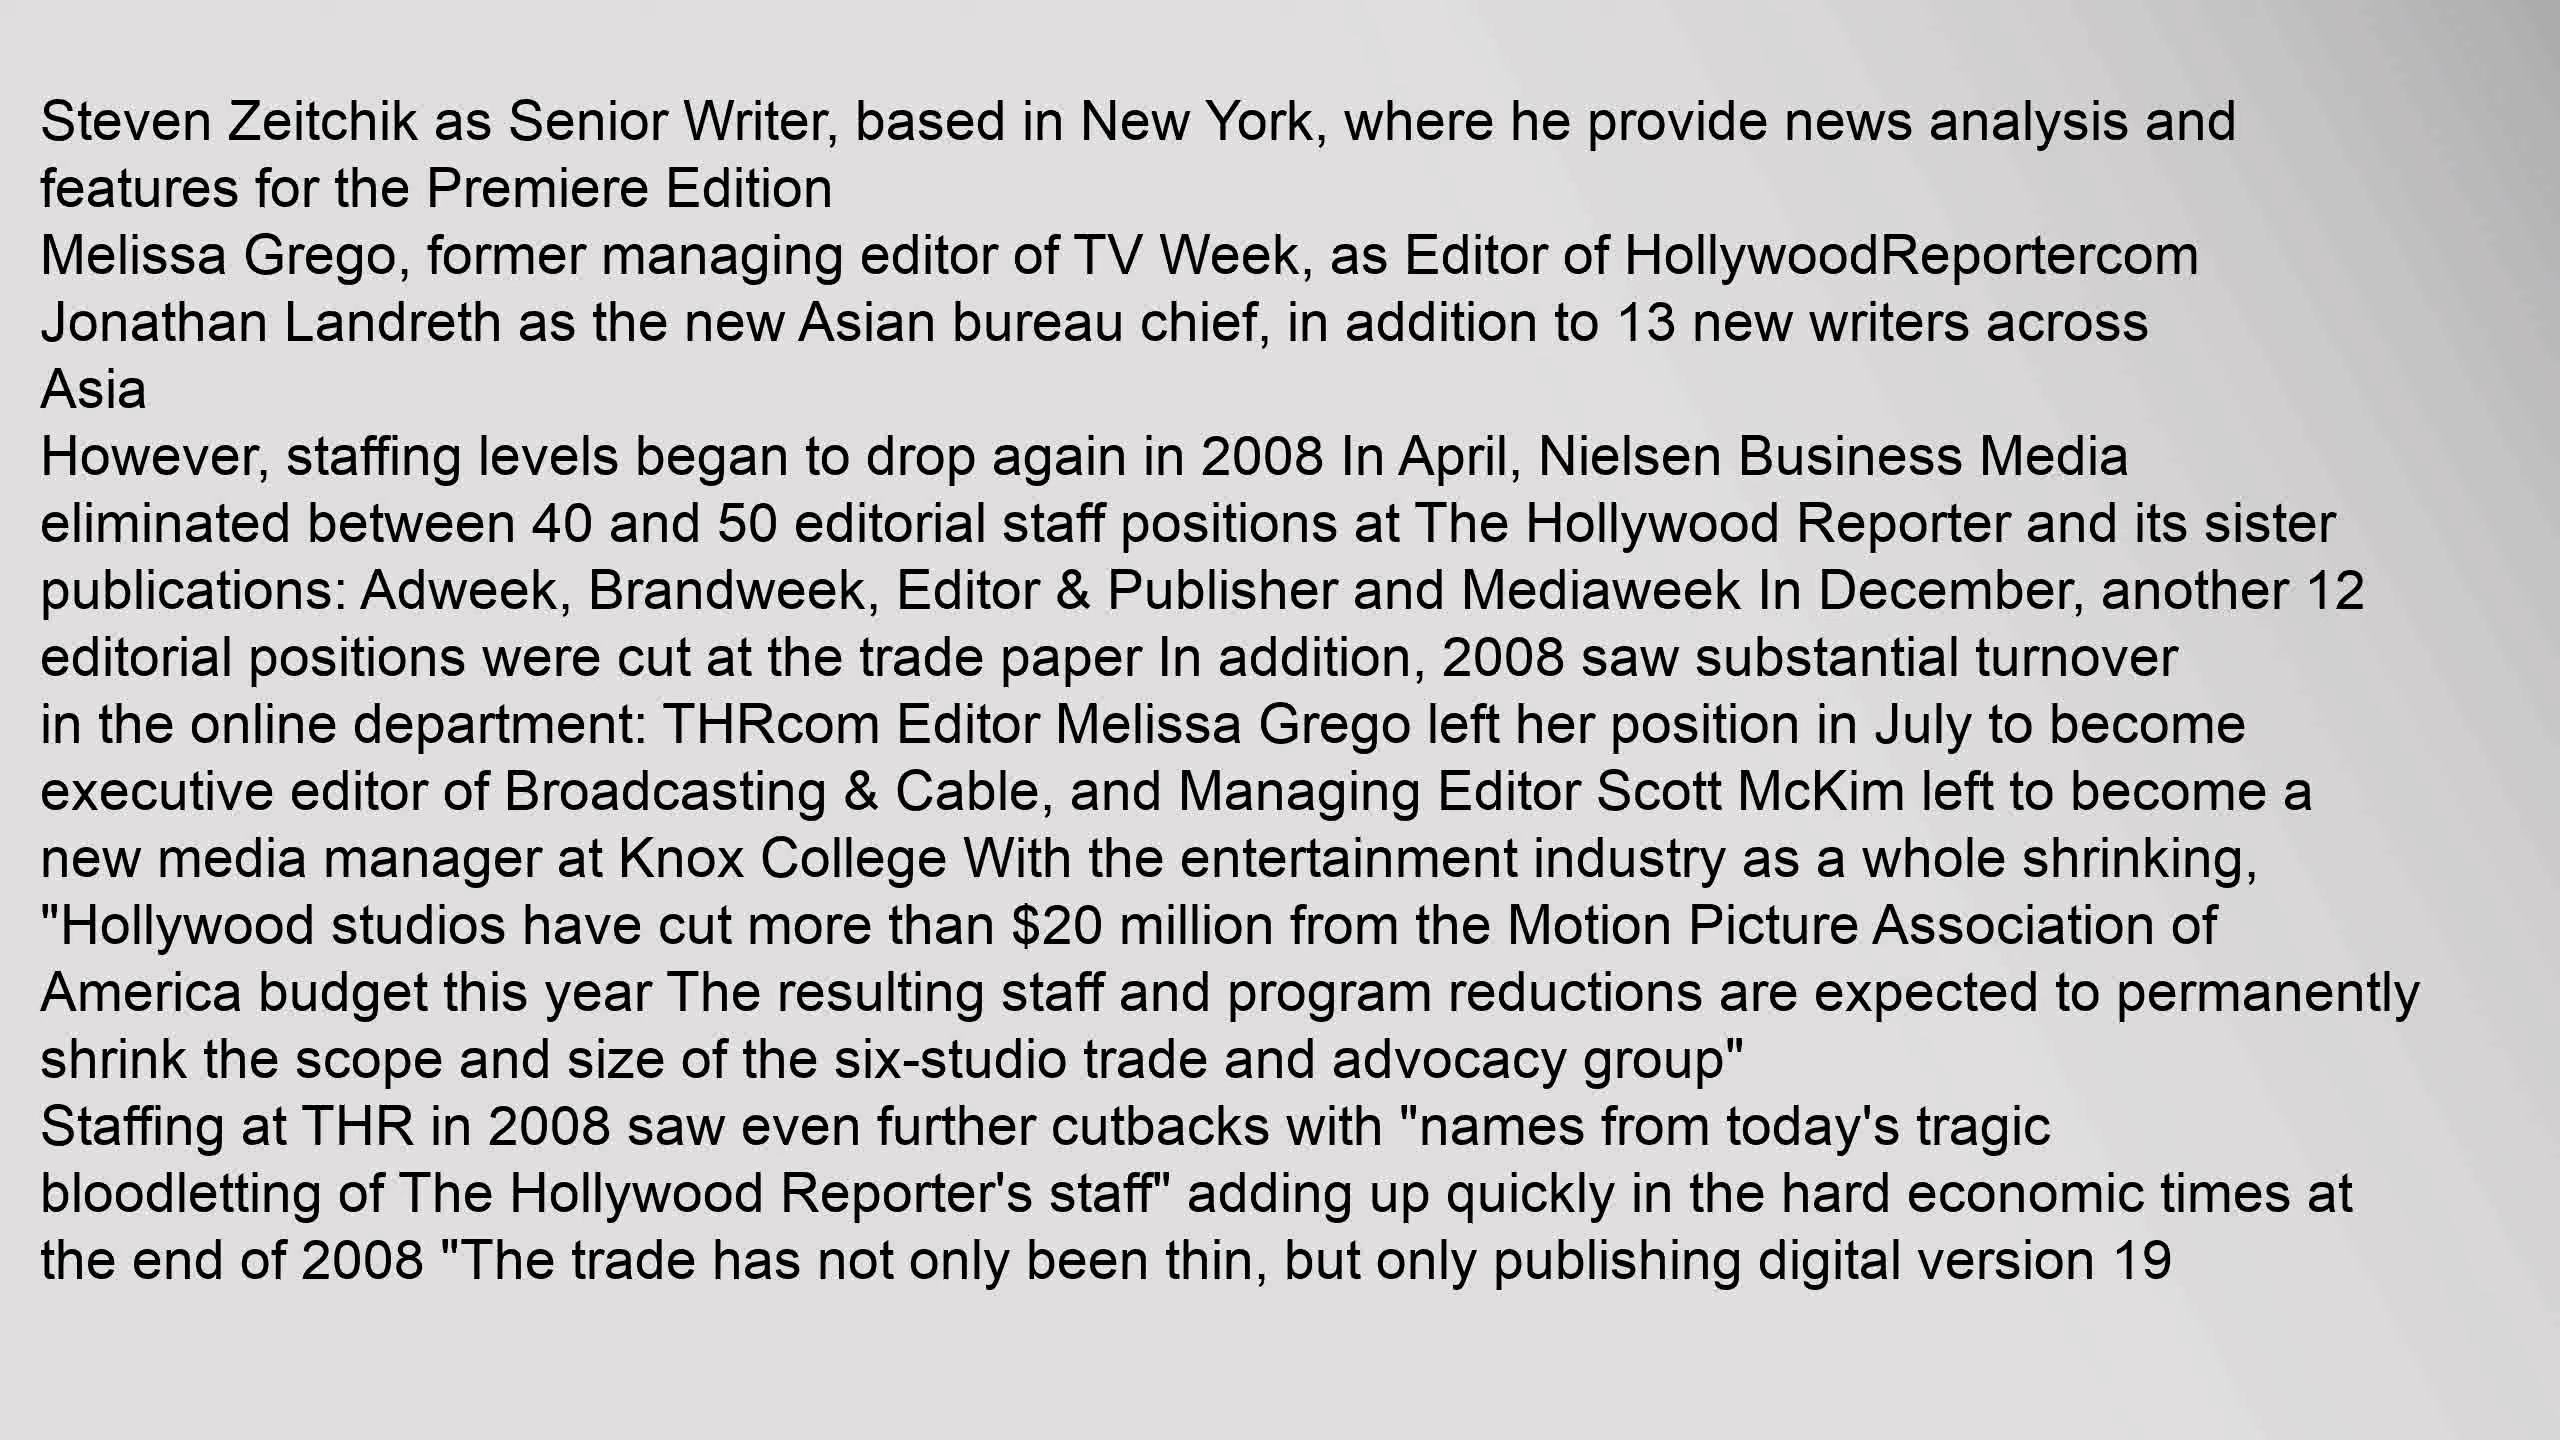 Steven Zeitchik as Senior Writer, based in New York, where he provide news analysis and
features for the Premiere Edition
Melissa Grego, former managing editor of TV Week, as Editor of HollywoodReportercom
Jonathan Landreth as the new Asian bureau chief, in addition to 13 new writers across
Asia
However, staffing levels began to drop again in 2008 In April, Nielsen Business Media
eliminated between 40 and 50 editorial staff positions at The Hollywood Reporter and its sister
publications: Adweek, Brandweek, Editor & Publisher and Mediaweek In December, another 12
editorial positions were cut at the trade paper In addition, 2008 saw substantial turnover
in the online department: THRcom Editor Melissa Grego left her position in July to become
executive editor of Broadcasting & Cable, and Managing Editor Scott McKim left to become a
new media manager at Knox College With the entertainment industry as a whole shrinking,
"Hollywood studios have cut more than $20 million from the Motion Picture Association of
America budget this year The resulting staff and program reductions are expected to permanently
shrink the scope and size of the six-studio trade and advocacy group"
Staffing at THR in 2008 saw even further cutbacks with "names from today's tragic
bloodletting of The Hollywood Reporter's staff" adding up quickly in the hard economic times at
the end of 2008 "The trade has not only been thin, but only publishing digital version 19